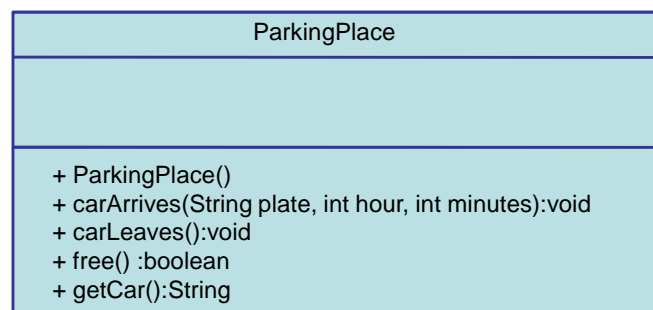 ParkingPlace
+ ParkingPlace()
+ carArrives(String plate, int hour, int minutes):void
+ carLeaves():void
+ free() :boolean
+ getCar():String